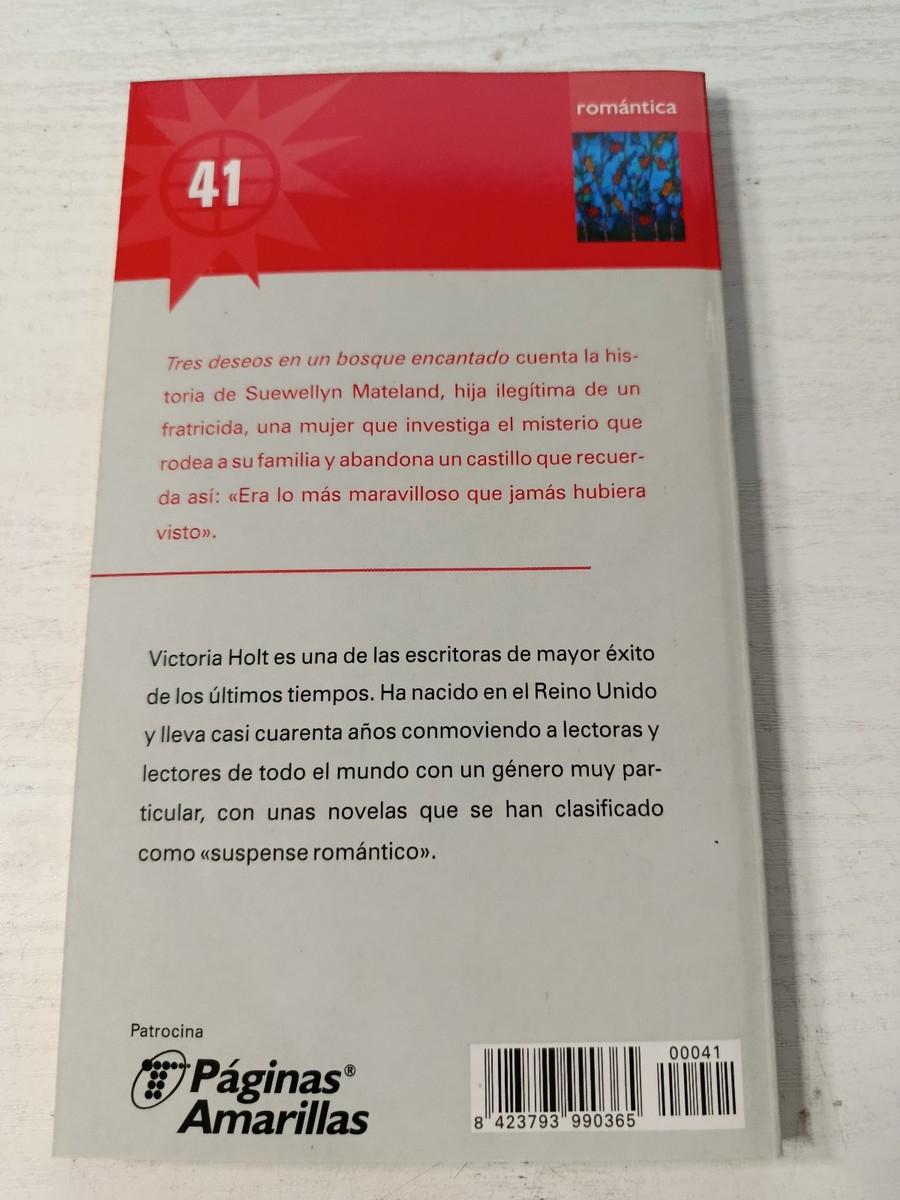 41
romántica
Tres deseos en un bosque encantado cuenta la his-
toria de Suewellyn Mateland, hija ilegítima de un
fratricida, una mujer que investiga el misterio que
rodea a su familia y abandona un castillo que recuer-
da así: «Era lo más maravilloso que jamás hubiera
visto».
Victoria Holt es una de las escritoras de mayor éxito
de los últimos tiempos. Ha nacido en el Reino Unido
y lleva casi cuarenta años conmoviendo a lectoras y
lectores de todo el mundo con un género muy par-
ticular, con unas novelas que se han clasificado
como «suspense romántico».
Patrocina
Páginas®
Amarillas
00041
8 423793 990365